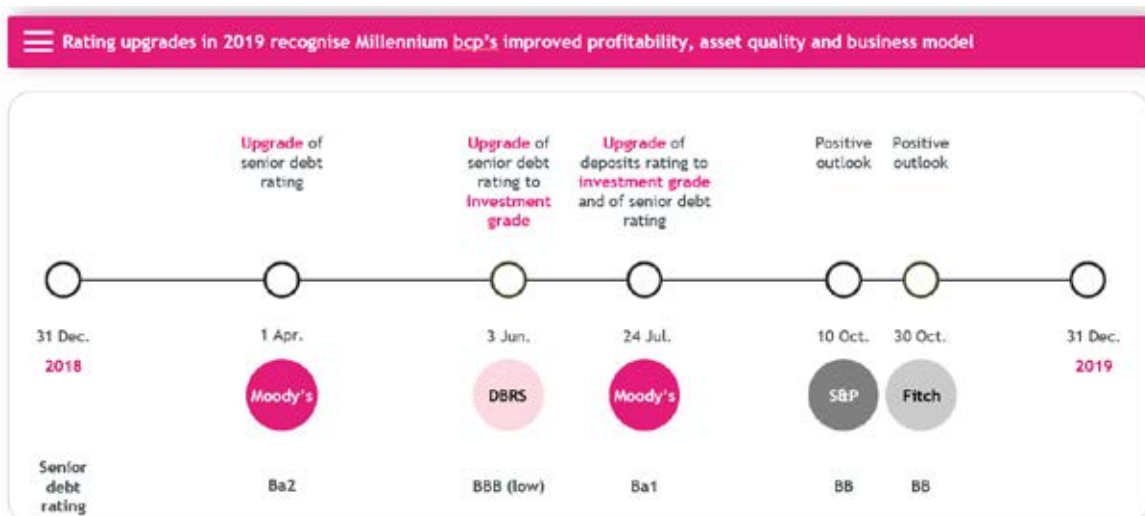 Rating upgrades in 2019 recognise Millennium bcp's improved profitability, asset quality and business model
Upgrade of
senior debt
rating
Upgrade of
senior debt
rating to
Investment
grade
Upgrade of
deposits rating to
investment grade
and of senior debt
rating
Positive
outlook
Positive
outlook
31 Dec.
2018
1 Apr.
3 Jun.
24 Jul.
10 Oct.
30 Oct.
31 Dec.
2019
Moody's
DBRS
Moody's
S&P
Fitch
Senior
debt
rating
Ba2
BBB (low)
Ba1
BB
BB